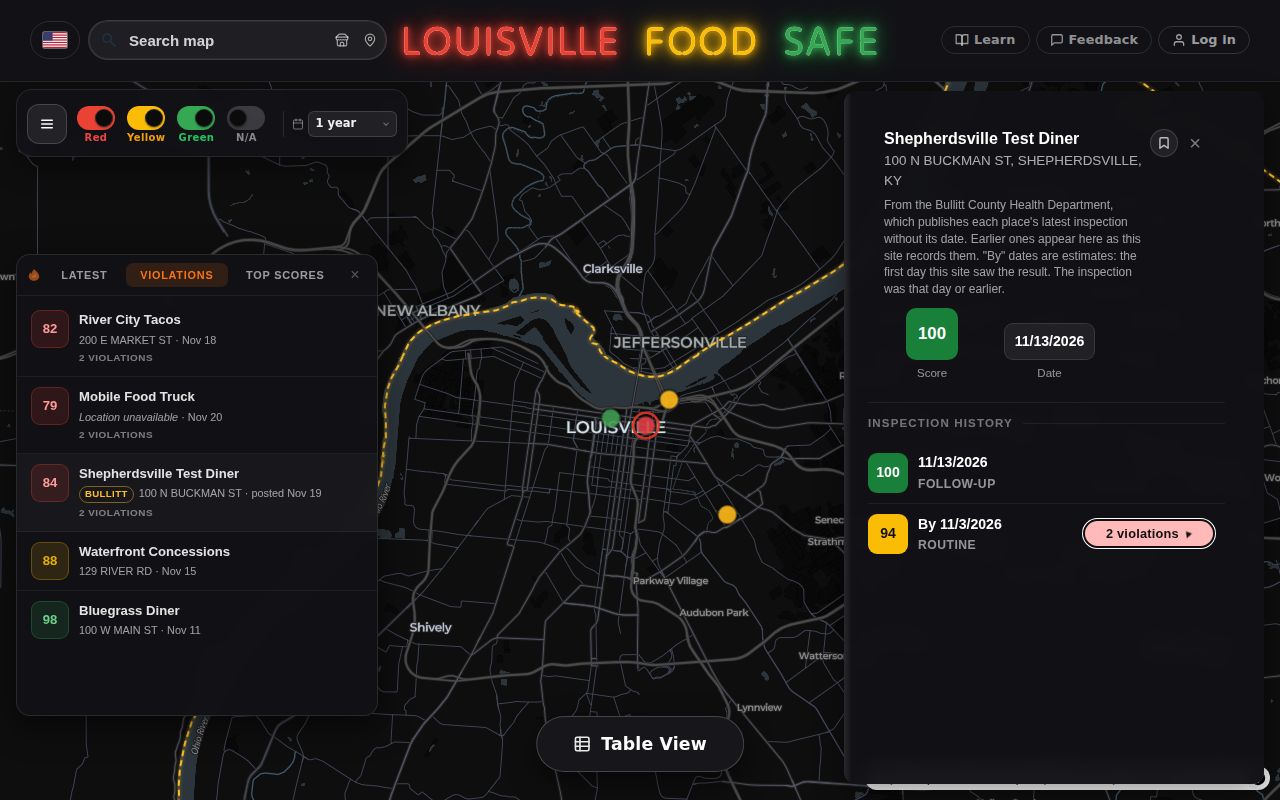 Search map
LOUISVILLE FOOD SAFE
Learn
Feedback
Log In
Red
Yellow
Green
N/A
1 year
LATEST
VIOLATIONS
TOP SCORES
82
River City Tacos
200 E MARKET ST · Nov 18
2 VIOLATIONS
79
Mobile Food Truck
Location unavailable · Nov 20
2 VIOLATIONS
84
Shepherdsville Test Diner
BULLITT 100 N BUCKMAN ST · posted Nov 19
2 VIOLATIONS
88
Waterfront Concessions
129 RIVER RD · Nov 15
98
Bluegrass Diner
100 W MAIN ST · Nov 11
Clarksville
NEW ALBANY
JEFFERSONVILLE
LOUISVILLE
Parkway Village
Audubon Park
Shively
Lynnview
Ohio River
Table View
Shepherdsville Test Diner
100 N BUCKMAN ST, SHEPHERDSVILLE,
KY
From the Bullitt County Health Department,
which publishes each place's latest inspection
without its date. Earlier ones appear here as this
site records them. "By" dates are estimates: the
first day this site saw the result. The inspection
was that day or earlier.
100
Score
11/13/2026
Date
INSPECTION HISTORY
100
11/13/2026
FOLLOW-UP
94
By 11/3/2026
ROUTINE
2 violations